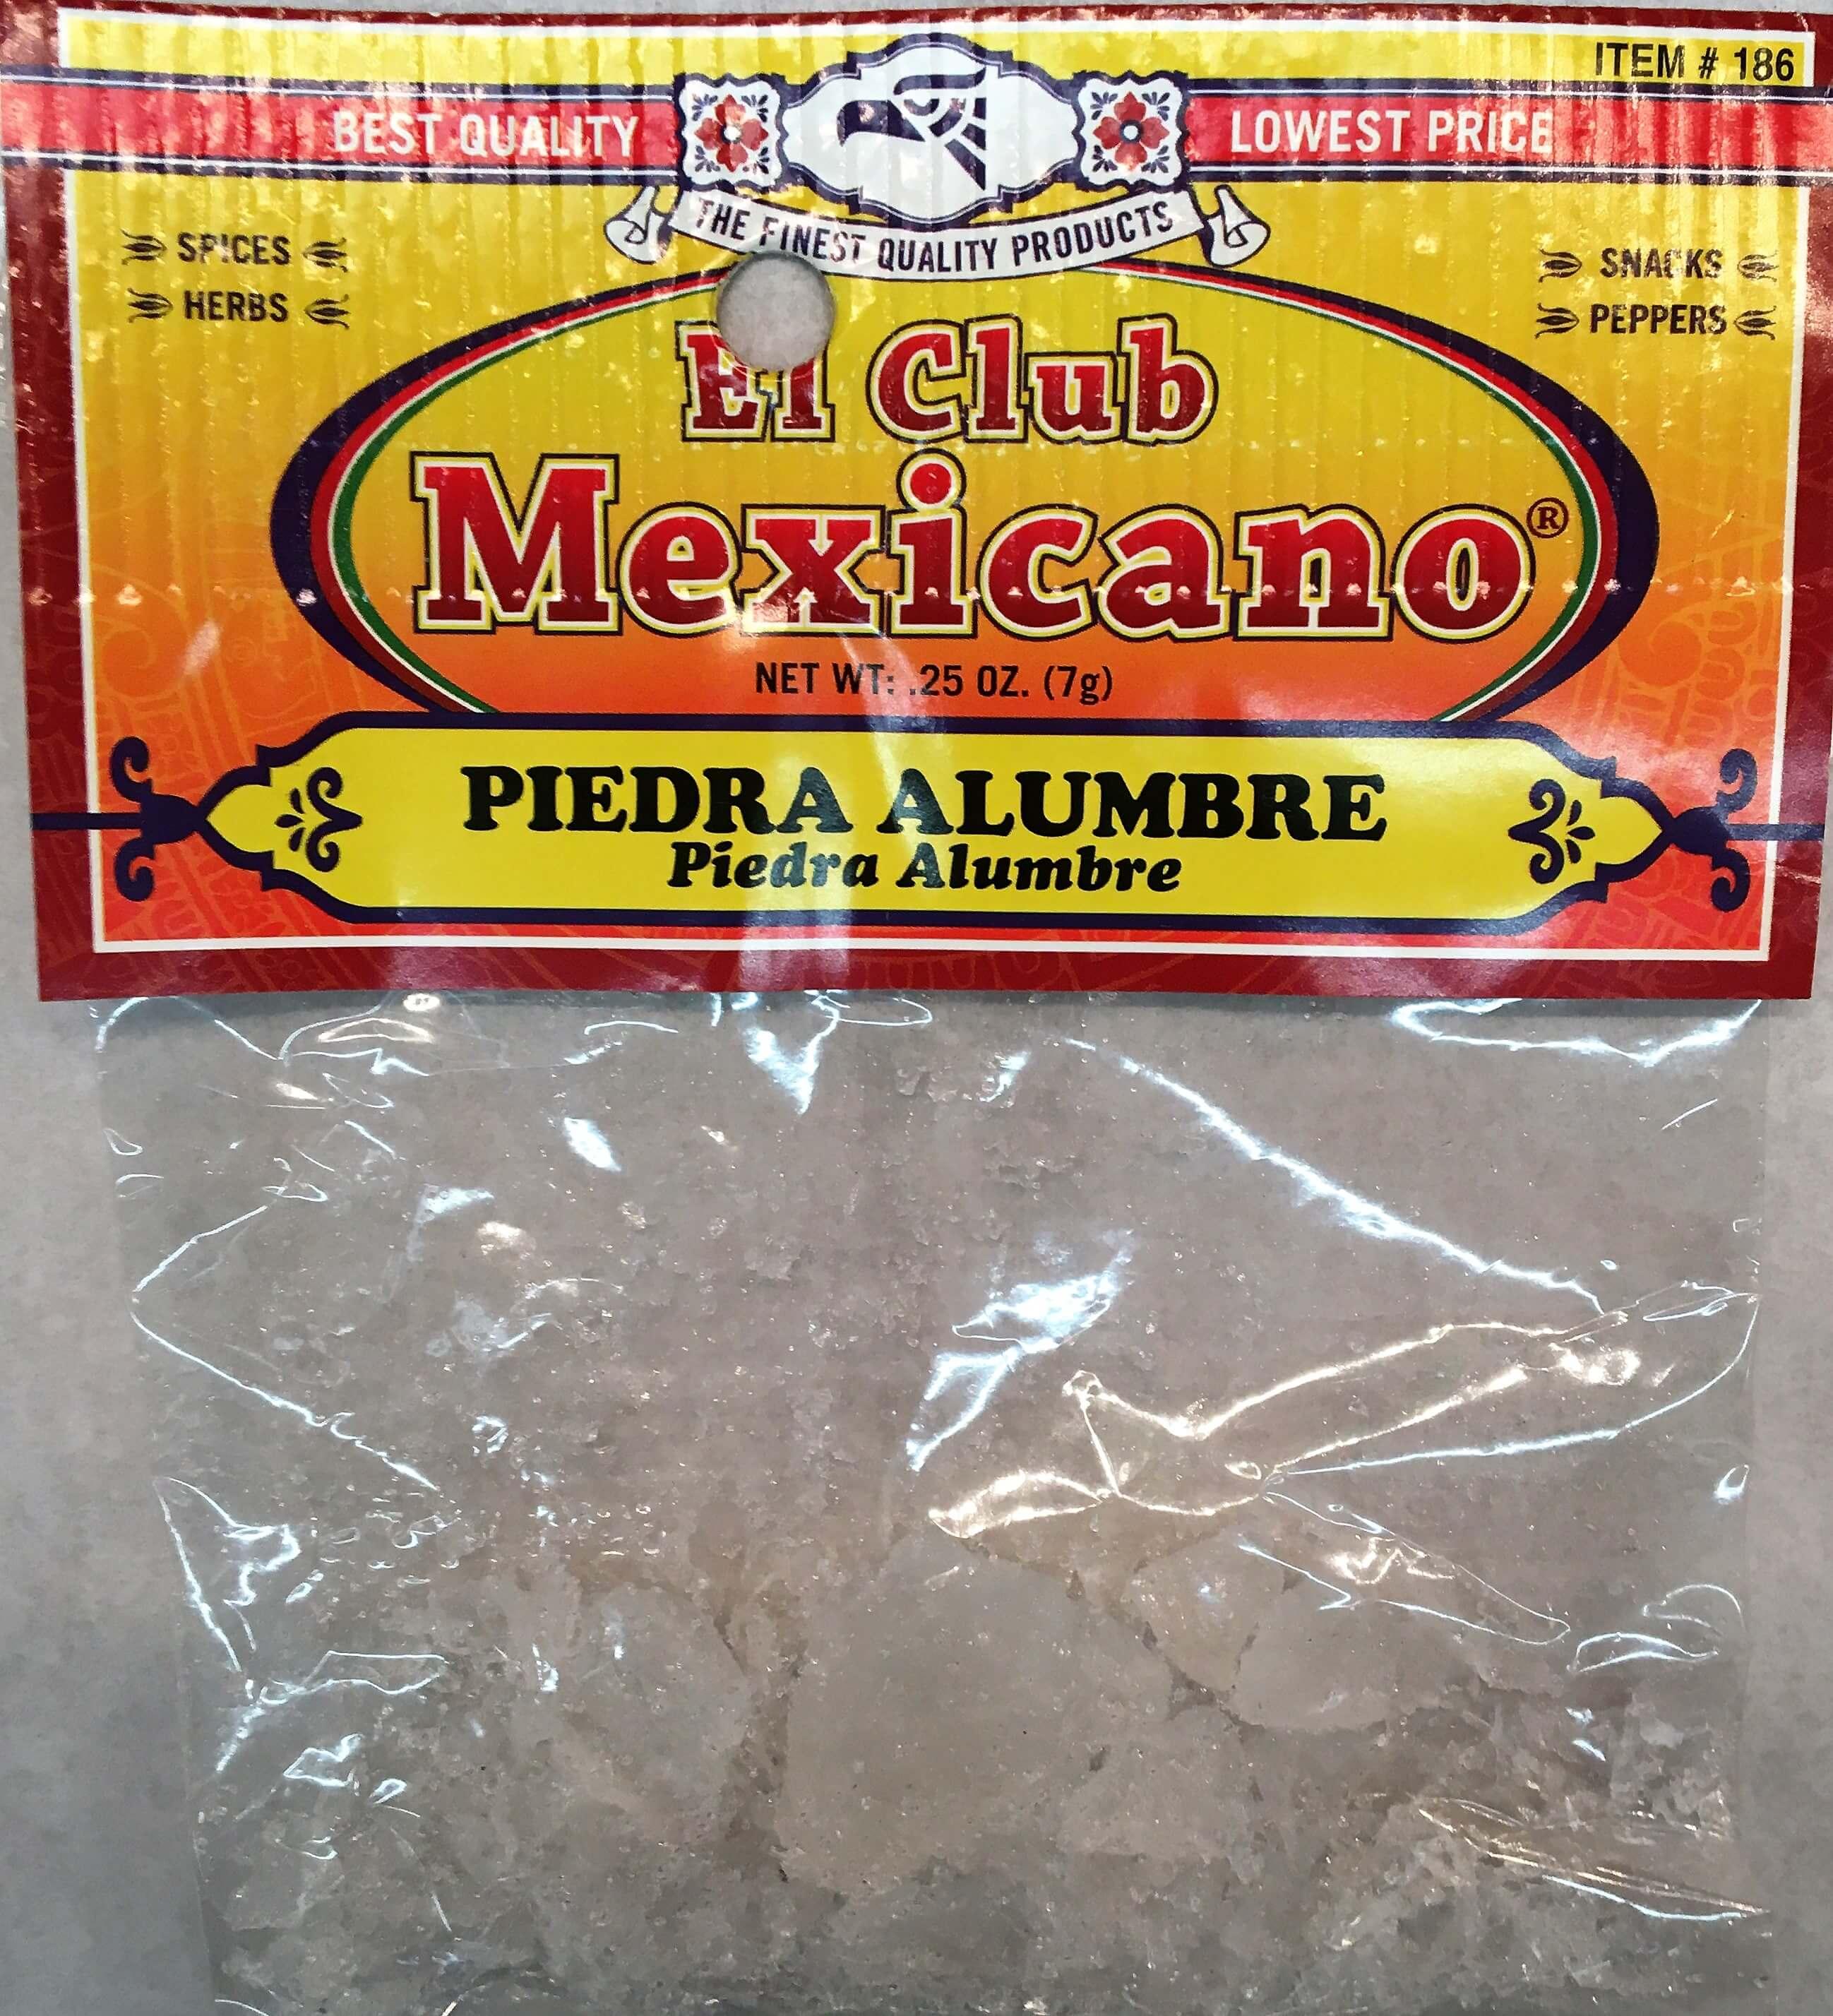 ITEM # 186
BEST QUALITY
LOWEST PRICE
THE FINEST QUALITY PRODUCTS
SPICES
HERBS
SNACKS
PEPPERS
El Club
Mexicano®
NET WT: .25 OZ. (7g)
PIEDRA ALUMBRE
Piedra Alumbre